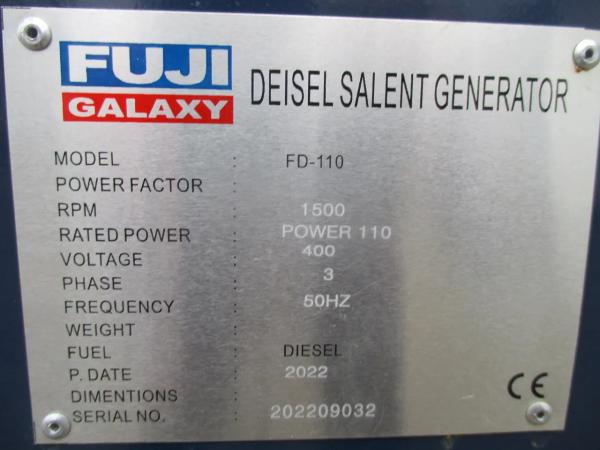 FUJI
GALAXY
DEISEL SALENT GENERATOR
MODEL : FD-110
POWER FACTOR :
RPM : 1500
RATED POWER : POWER 110
VOLTAGE : 400
PHASE : 3
FREQUENCY : 50HZ
WEIGHT :
FUEL : DIESEL
P. DATE : 2022
DIMENTIONS :
SERIAL NO. : 202209032
CE